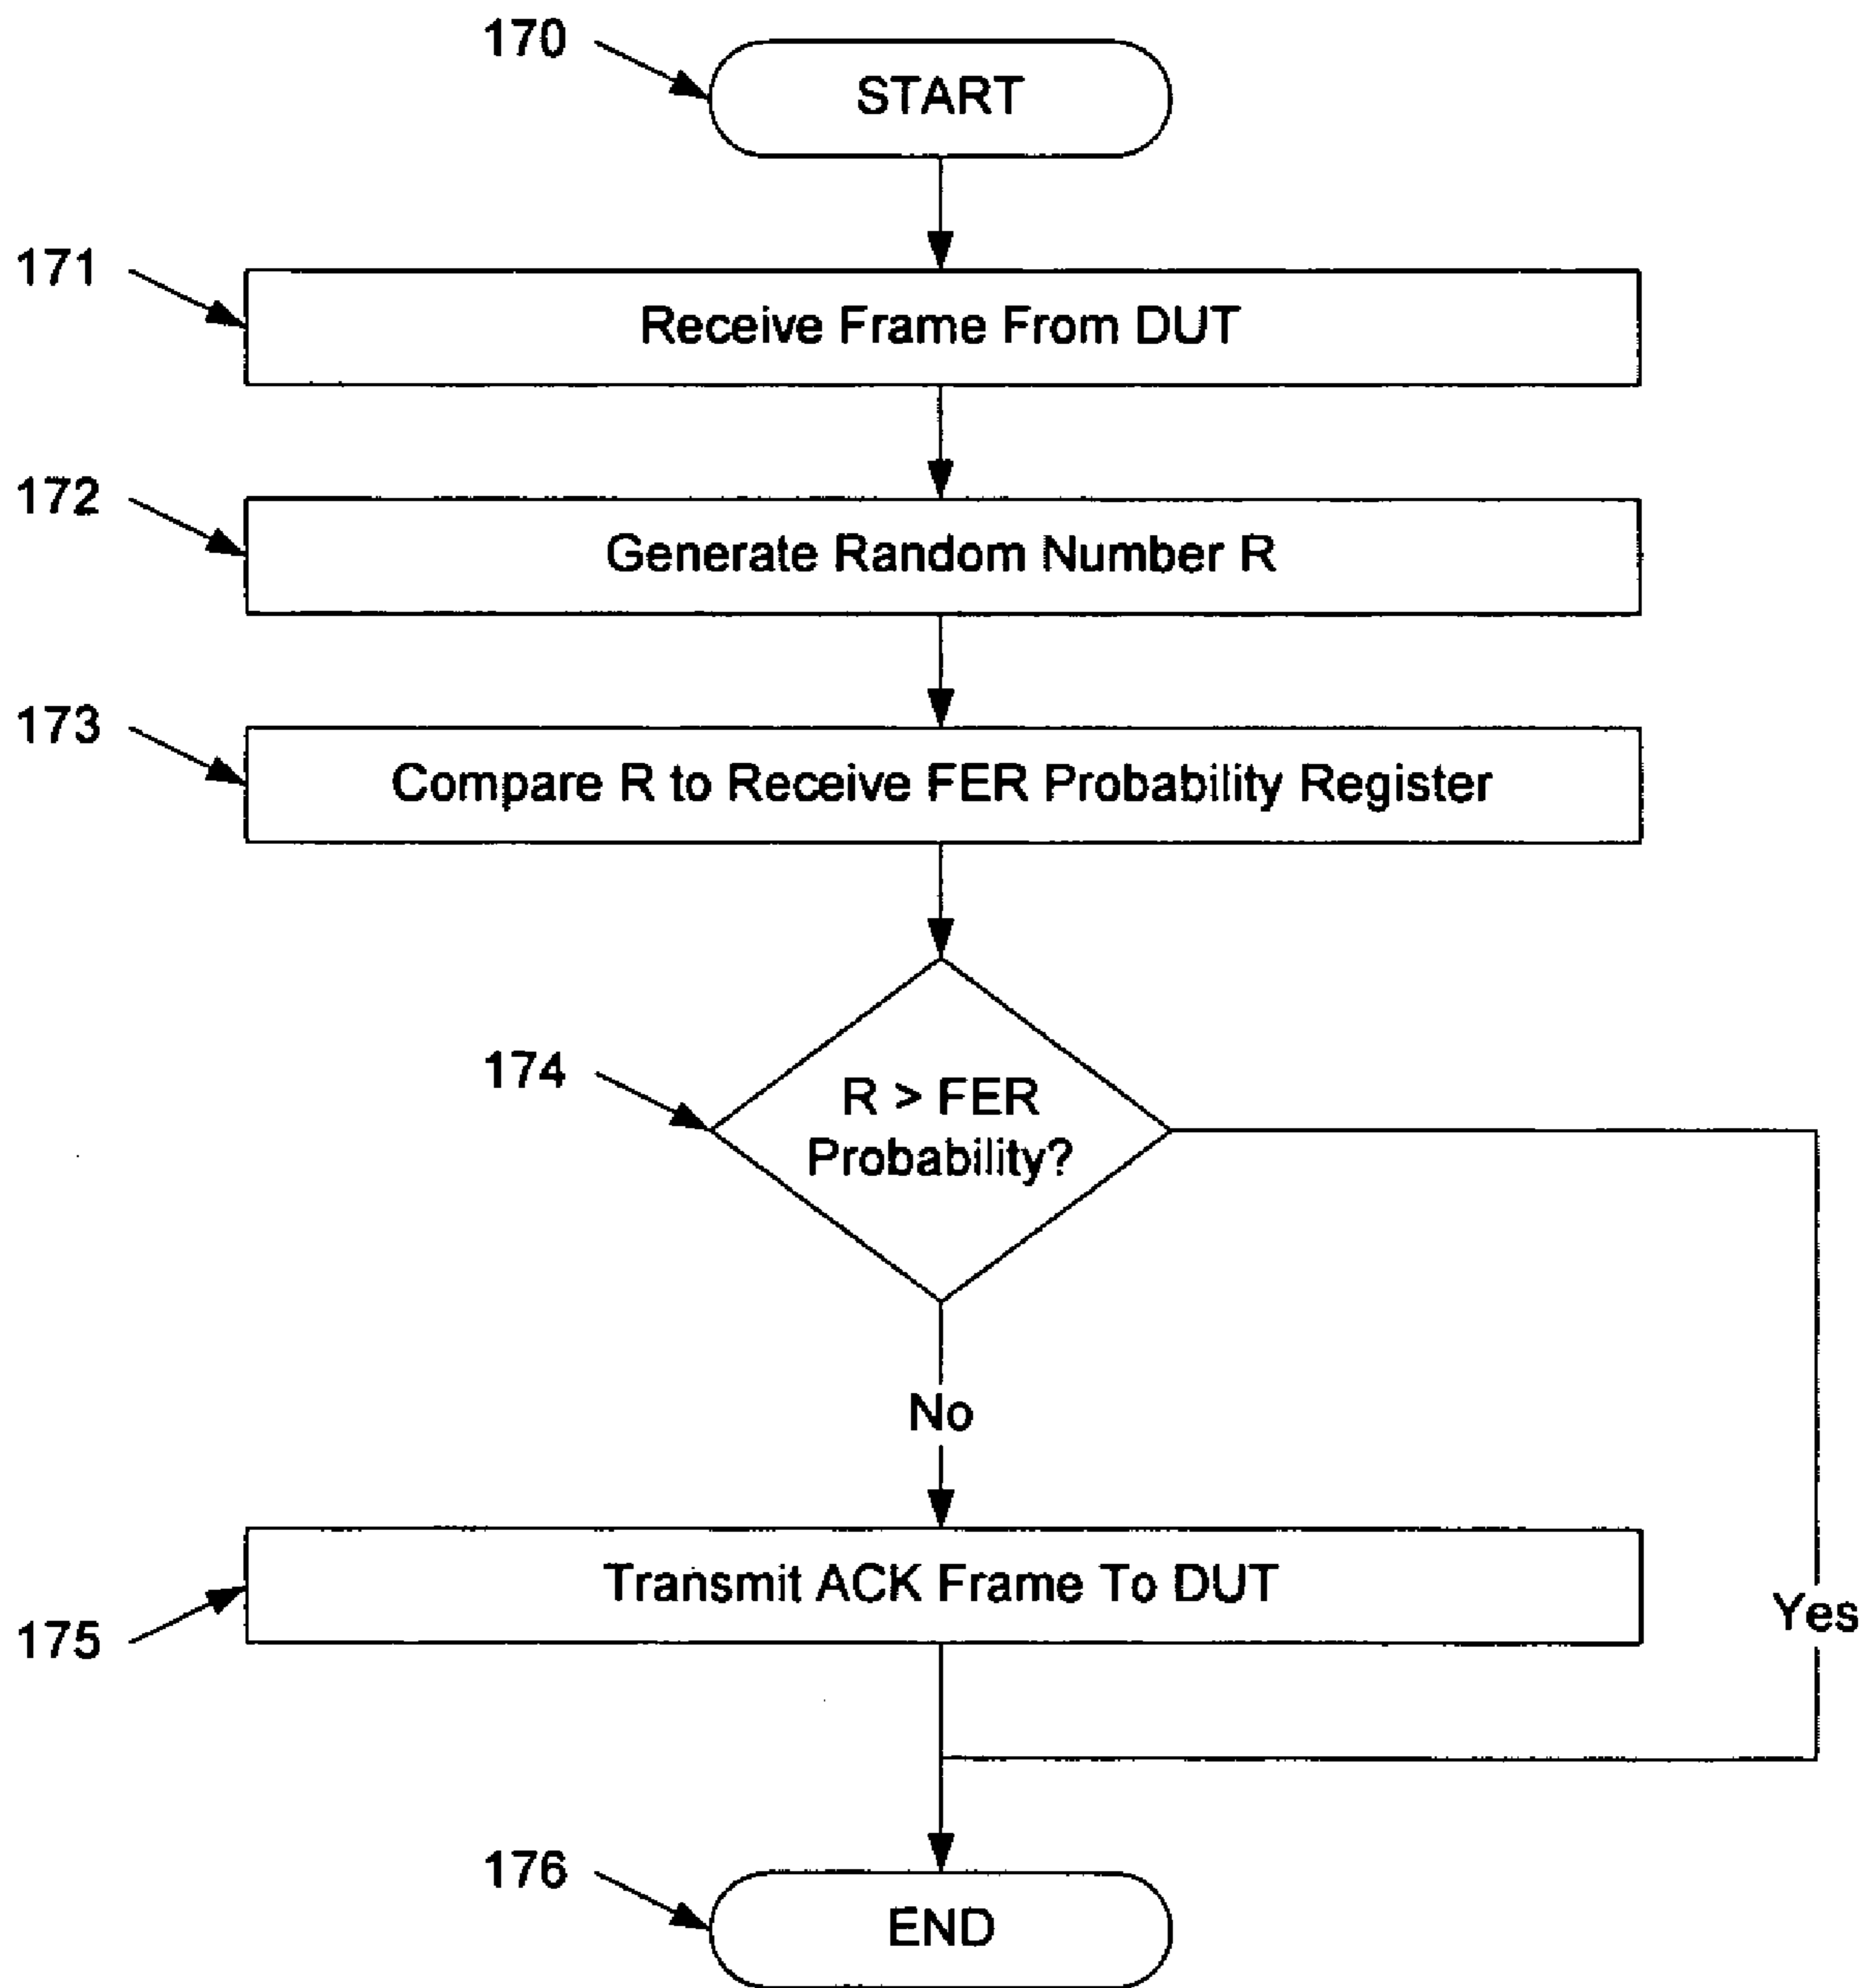 170
START
171
Receive Frame From DUT
172
Generate Random Number R
173
Compare R to Receive FER Probability Register
174
R > FER
Probability?
No
Transmit ACK Frame To DUT
Yes
175
176
END